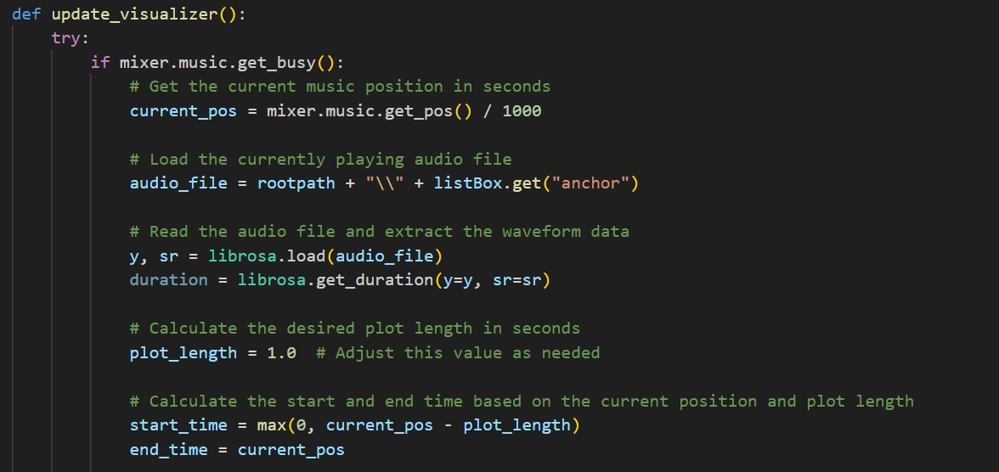 def update_visualizer():
    try:
        if mixer.music.get_busy():
            # Get the current music position in seconds
            current_pos = mixer.music.get_pos() / 1000

            # Load the currently playing audio file
            audio_file = rootpath + "\\" + listBox.get("anchor")

            # Read the audio file and extract the waveform data
            y, sr = librosa.load(audio_file)
            duration = librosa.get_duration(y=y, sr=sr)

            # Calculate the desired plot length in seconds
            plot_length = 1.0  # Adjust this value as needed

            # Calculate the start and end time based on the current position and plot length
            start_time = max(0, current_pos - plot_length)
            end_time = current_pos